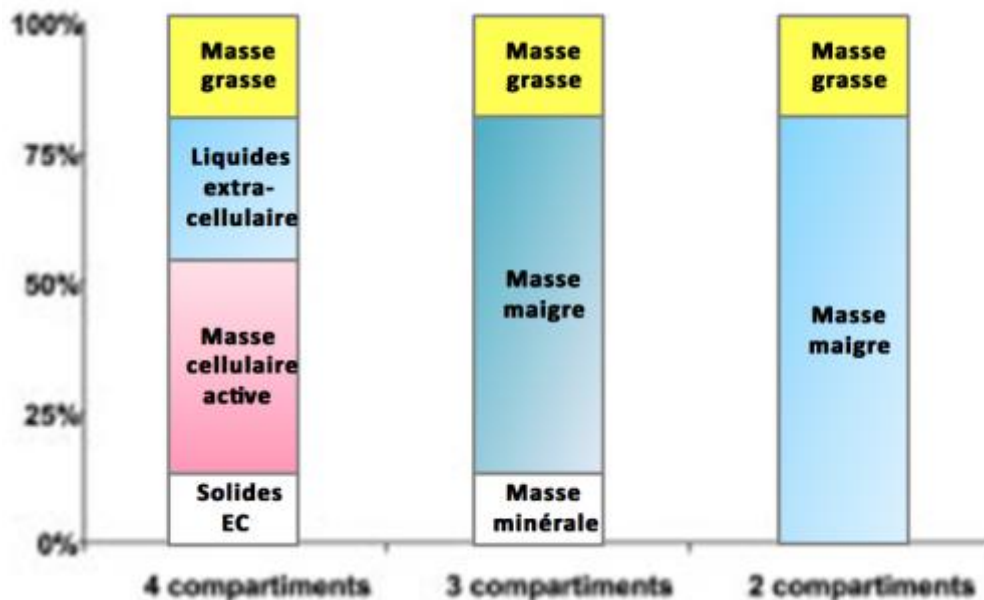 100%
75%
50%
25%
0%
Masse
grasse
Liquides
extra-
cellulaire
Masse
cellulaire
active
Solides
EC
Masse
grasse
Masse
maigre
Masse
minérale
Masse
grasse
Masse
maigre
4 compartiments
3 compartiments
2 compartiments